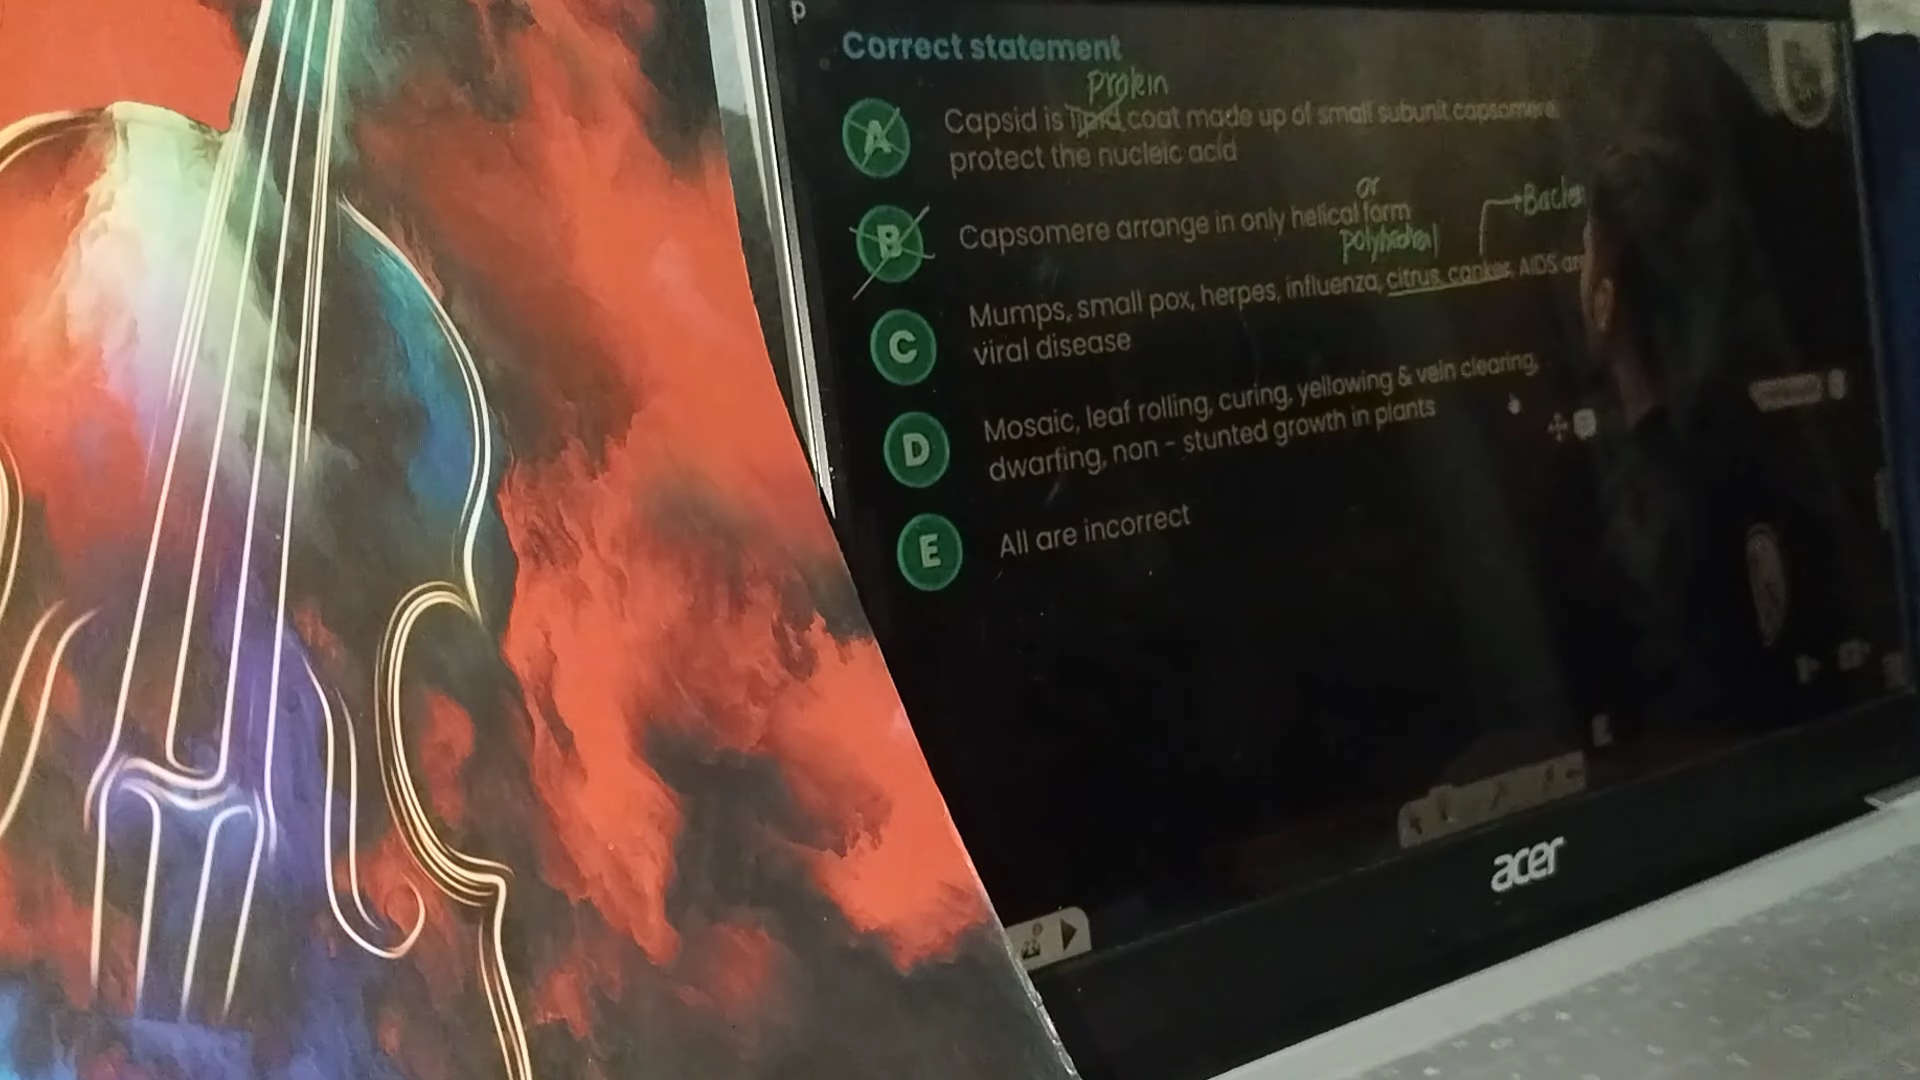 P
Correct statement
Protein
A Capsid is lipid coat made up of small subunit capsomere
protect the nucleic acid
or
B Capsomere arrange in only helical form
polyhedral
C Mumps, small pox, herpes, influenza, citrus canker, AIDS are
viral disease
D Mosaic, leaf rolling, curing, yellowing & vein clearing,
dwarfing, non - stunted growth in plants
E All are incorrect
acer